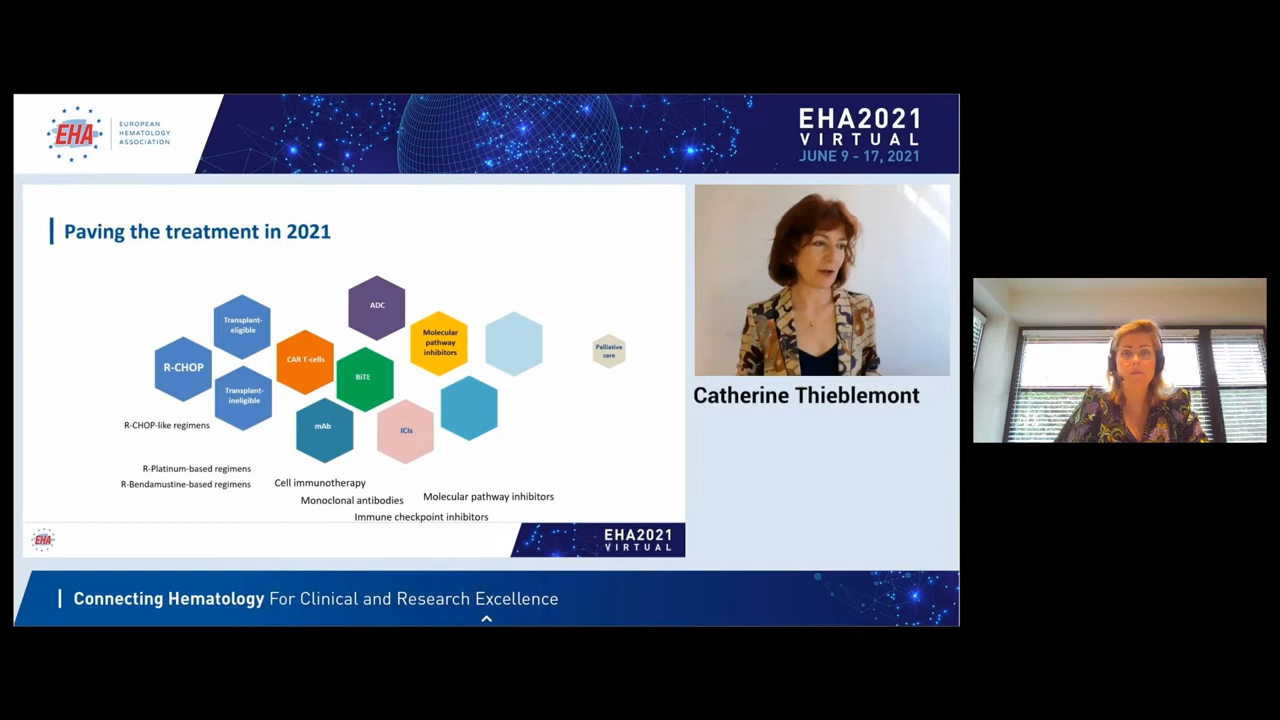 EHA
EUROPEAN
HEMATOLOGY
ASSOCIATION
EHA2021
VIRTUAL
JUNE 9 - 17, 2021
Paving the treatment in 2021
R-CHOP
Transplant-
eligible
Transplant-
ineligible
CAR T-cells
ADC
BiTE
mAb
Molecular
pathway
inhibitors
ICIs
Palliative
care
R-CHOP-like regimens
R-Platinum-based regimens
R-Bendamustine-based regimens
Cell immunotherapy
Monoclonal antibodies
Molecular pathway inhibitors
Immune checkpoint inhibitors
EHA
EHA2021
VIRTUAL
Catherine Thieblemont
Connecting Hematology For Clinical and Research Excellence